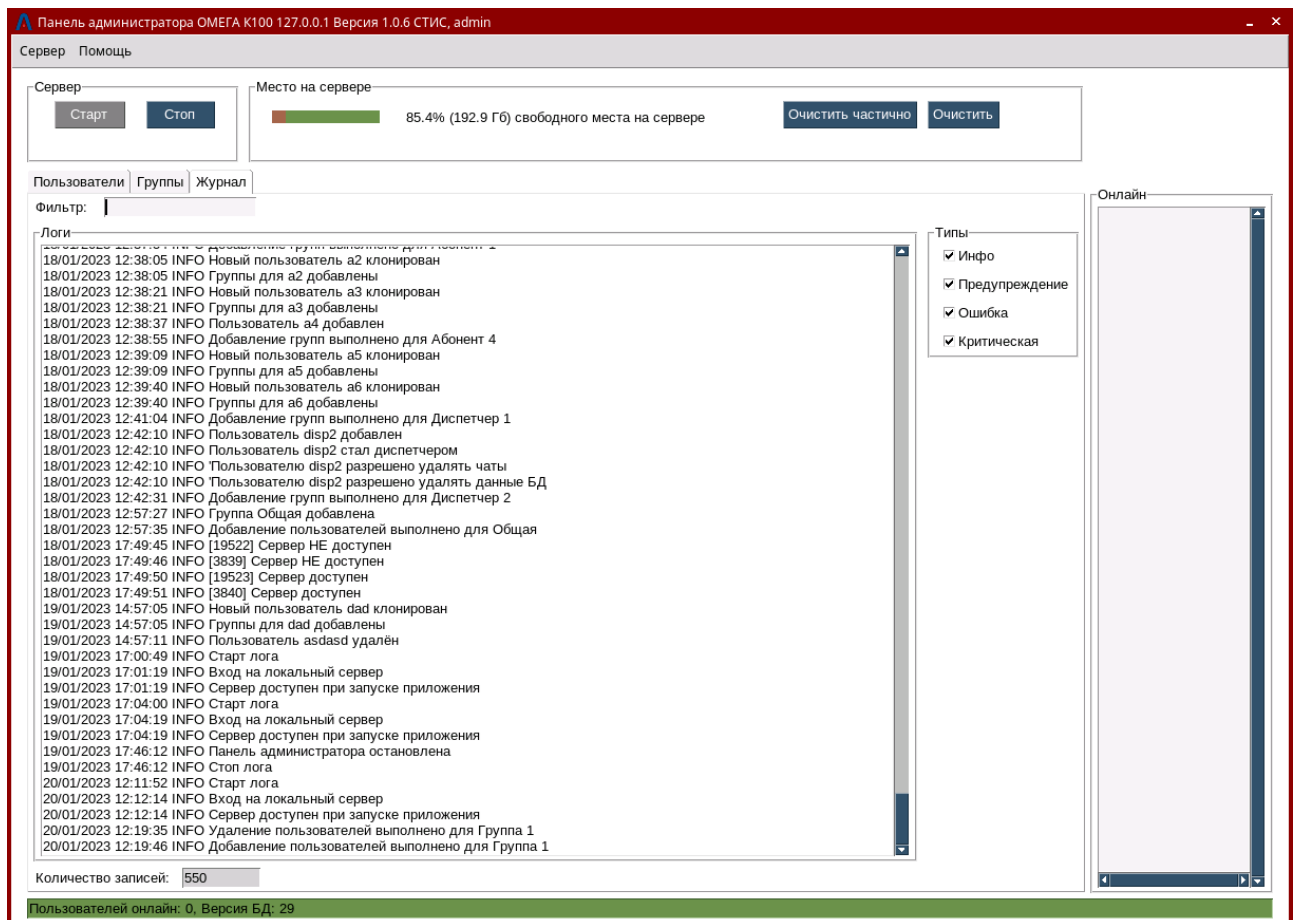 Панель администратора ОМЕГА К100 127.0.0.1 Версия 1.0.6 СТИС, admin
Сервер Помощь
Сервер
Старт Стоп
Место на сервере
85.4% (192.9 Гб) свободного места на сервере
Очистить частично Очистить
Пользователи Группы Журнал
Фильтр:
Логи
18/01/2023 12:37:54 INFO Добавление групп выполнено для Абонент 1
18/01/2023 12:38:05 INFO Новый пользователь a2 клонирован
18/01/2023 12:38:05 INFO Группы для a2 добавлены
18/01/2023 12:38:21 INFO Новый пользователь a3 клонирован
18/01/2023 12:38:21 INFO Группы для a3 добавлены
18/01/2023 12:38:37 INFO Пользователь a4 добавлен
18/01/2023 12:38:55 INFO Добавление групп выполнено для Абонент 4
18/01/2023 12:39:09 INFO Новый пользователь a5 клонирован
18/01/2023 12:39:09 INFO Группы для a5 добавлены
18/01/2023 12:39:40 INFO Новый пользователь a6 клонирован
18/01/2023 12:39:40 INFO Группы для a6 добавлены
18/01/2023 12:41:04 INFO Добавление групп выполнено для Диспетчер 1
18/01/2023 12:42:10 INFO Пользователь disp2 добавлен
18/01/2023 12:42:10 INFO Пользователь disp2 стал диспетчером
18/01/2023 12:42:10 INFO 'Пользователю disp2 разрешено удалять чаты
18/01/2023 12:42:10 INFO 'Пользователю disp2 разрешено удалять данные БД
18/01/2023 12:42:31 INFO Добавление групп выполнено для Диспетчер 2
18/01/2023 12:57:27 INFO Группа Общая добавлена
18/01/2023 12:57:35 INFO Добавление пользователей выполнено для Общая
18/01/2023 17:49:45 INFO [19522] Сервер НЕ доступен
18/01/2023 17:49:46 INFO [3839] Сервер НЕ доступен
18/01/2023 17:49:50 INFO [19523] Сервер доступен
18/01/2023 17:49:51 INFO [3840] Сервер доступен
19/01/2023 14:57:05 INFO Новый пользователь dad клонирован
19/01/2023 14:57:05 INFO Группы для dad добавлены
19/01/2023 14:57:11 INFO Пользователь asdasd удалён
19/01/2023 17:00:49 INFO Старт лога
19/01/2023 17:01:19 INFO Вход на локальный сервер
19/01/2023 17:01:19 INFO Сервер доступен при запуске приложения
19/01/2023 17:04:00 INFO Старт лога
19/01/2023 17:04:19 INFO Вход на локальный сервер
19/01/2023 17:04:19 INFO Сервер доступен при запуске приложения
19/01/2023 17:46:12 INFO Панель администратора остановлена
19/01/2023 17:46:12 INFO Стоп лога
20/01/2023 12:11:52 INFO Старт лога
20/01/2023 12:12:14 INFO Вход на локальный сервер
20/01/2023 12:12:14 INFO Сервер доступен при запуске приложения
20/01/2023 12:19:35 INFO Удаление пользователей выполнено для Группа 1
20/01/2023 12:19:46 INFO Добавление пользователей выполнено для Группа 1
Типы
Инфо
Предупреждение
Ошибка
Критическая
Онлайн
Количество записей: 550
Пользователей онлайн: 0, Версия БД: 29